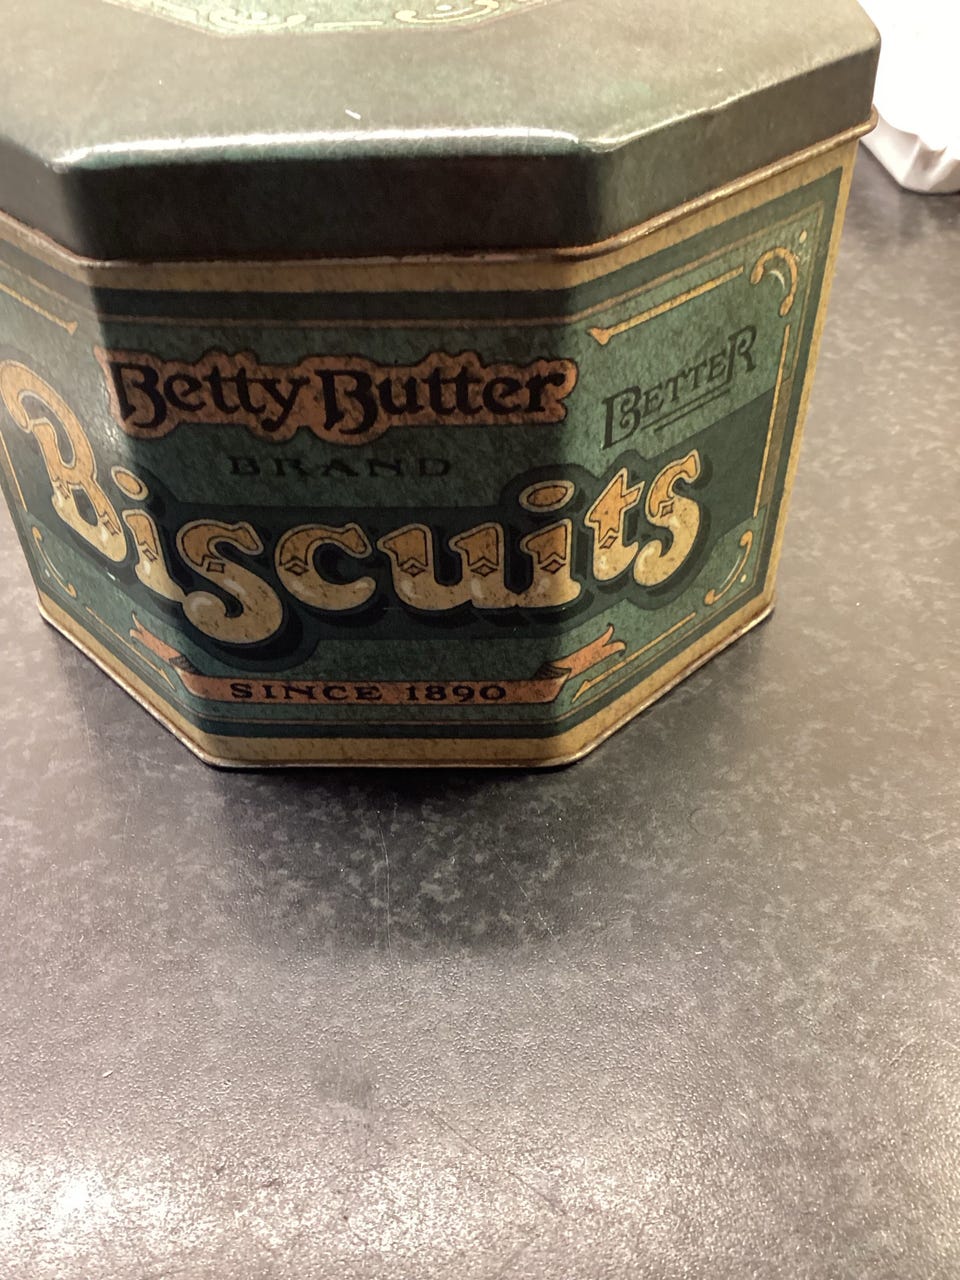 Betty Butter
BETTER
BRAND
Biscuits
SINCE 1890